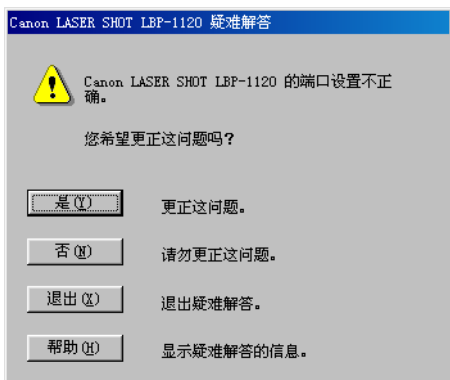 Canon LASER SHOT LBP-1120 疑难解答
Canon LASER SHOT LBP-1120 的端口设置不正
确。
您希望更正这问题吗?
是(Y) 更正这问题。
否(N) 请勿更正这问题。
退出(X) 退出疑难解答。
帮助(H) 显示疑难解答的信息。